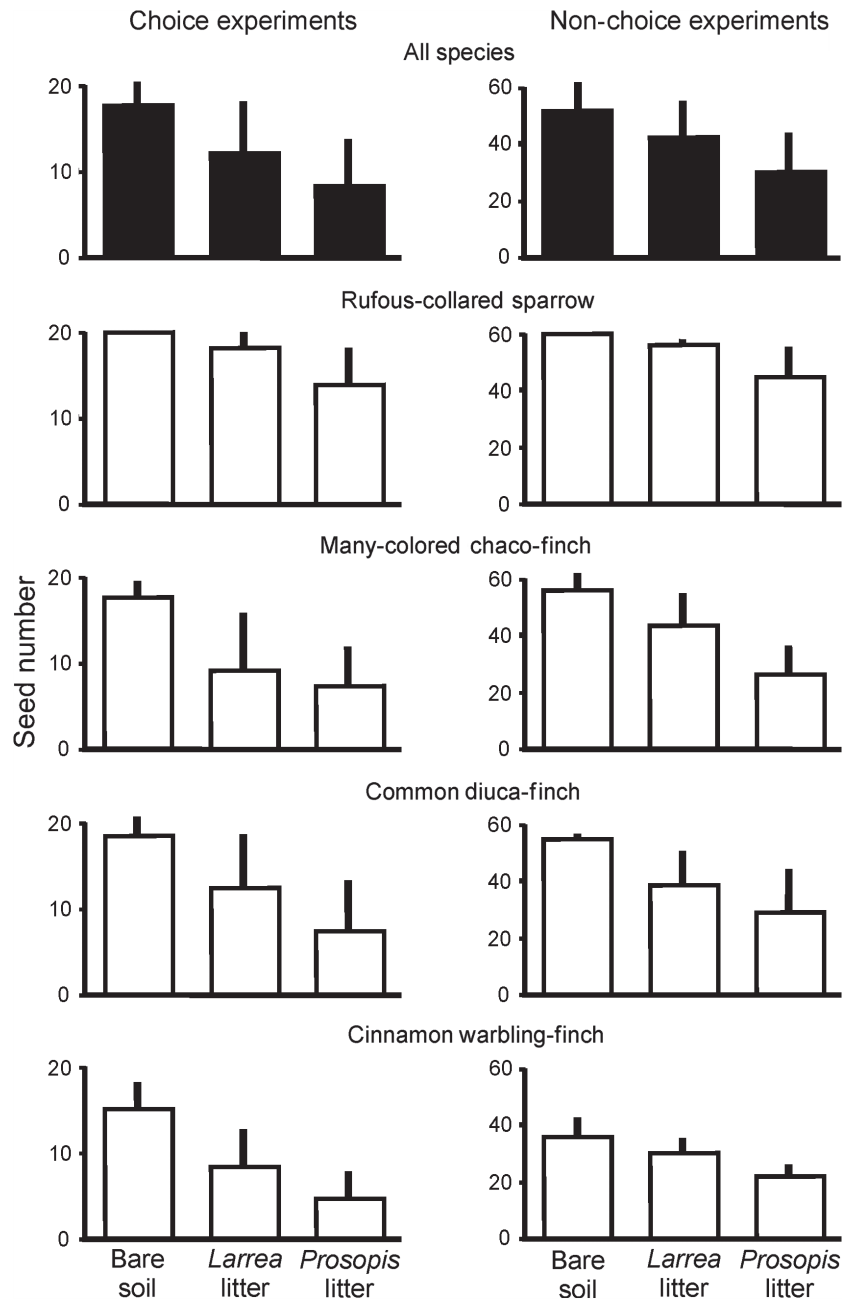 Choice experiments
Non-choice experiments
All species
20
10
0
60
40
20
0
Rufous-collared sparrow
20
10
0
60
40
20
0
Many-colored chaco-finch
20
10
0
60
40
20
0
Seed number
Common diuca-finch
20
10
0
60
40
20
0
Cinnamon warbling-finch
20
10
0
60
40
20
0
Bare Larrea Prosopis
soil litter litter
Bare Larrea Prosopis
soil litter litter